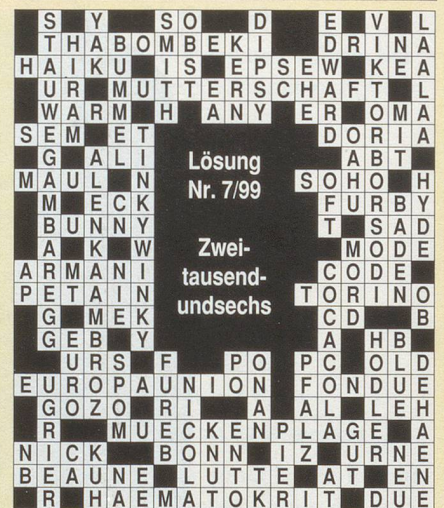 S Y SO D E V L
THABOMBEKI DRINA
HAIKU IS EPSEW KEA
UR MUTTERSCHAFT L
WARM H ANY ER OMA
SEM ET DORIA
G ALI ABT
MAUL N SOHO H
M ECK FURBY
BUNNY T SAD
A K W MODE
ARMANI CODE
PETAIN TORINO
G MEK CD B
GEB Y A HB
URS F PO PC OLD
EUROPAUNION FONDUE
GOZO RI A AL LEH
R MUECKENPLAGE A
NICK BONN IZ URNE
BEAUNE LUTTE AT EN
R HAEMATOKRIT DUE
Lösung
Nr. 7/99
Zwei-
tausend-
undsechs